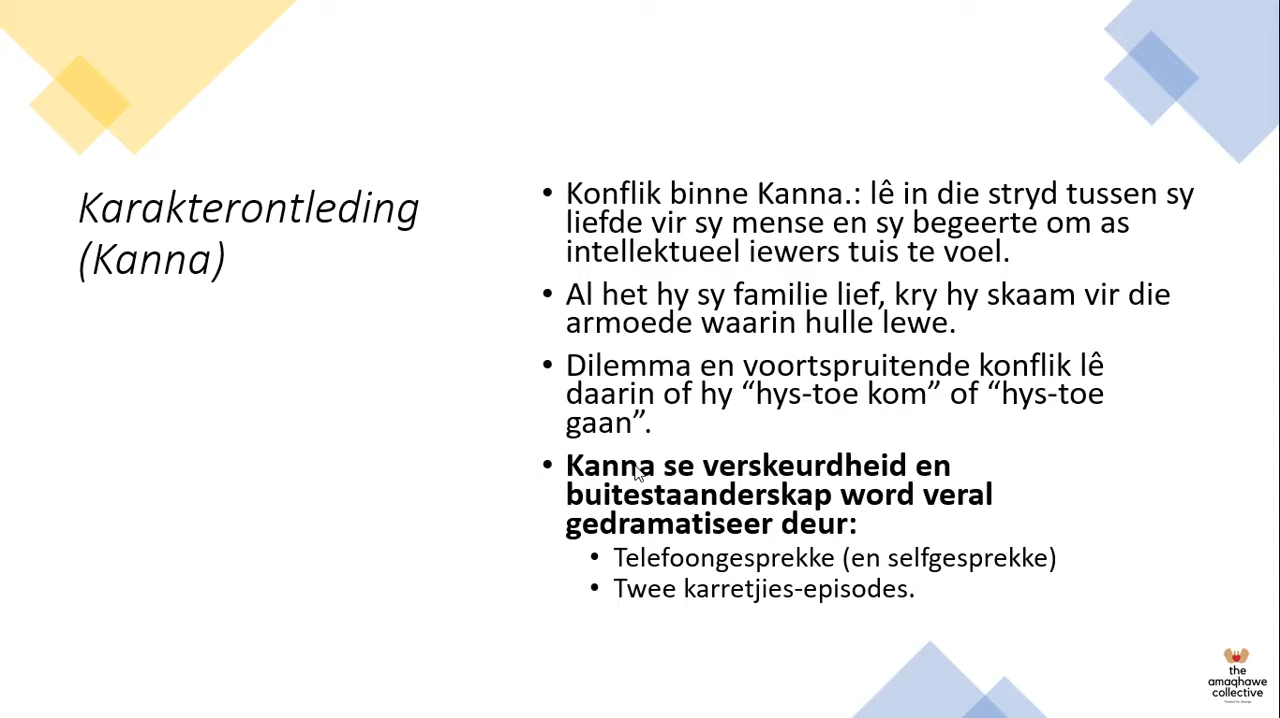 Karakterontleding
(Kanna)
• Konflik binne Kanna.: lê in die stryd tussen sy
liefde vir sy mense en sy begeerte om as
intellektueel iewers tuis te voel.
• Al het hy sy familie lief, kry hy skaam vir die
armoede waarin hulle lewe.
• Dilemma en voortspruitende konflik lê
daarin of hy “hys-toe kom” of “hys-toe
gaan”.
• Kanna se verskeurdheid en
buitestaanderskap word veral
gedramatiseer deur:
• Telefoongesprekke (en selfgesprekke)
• Twee karretjies-episodes.
the
amaqhawe
collective